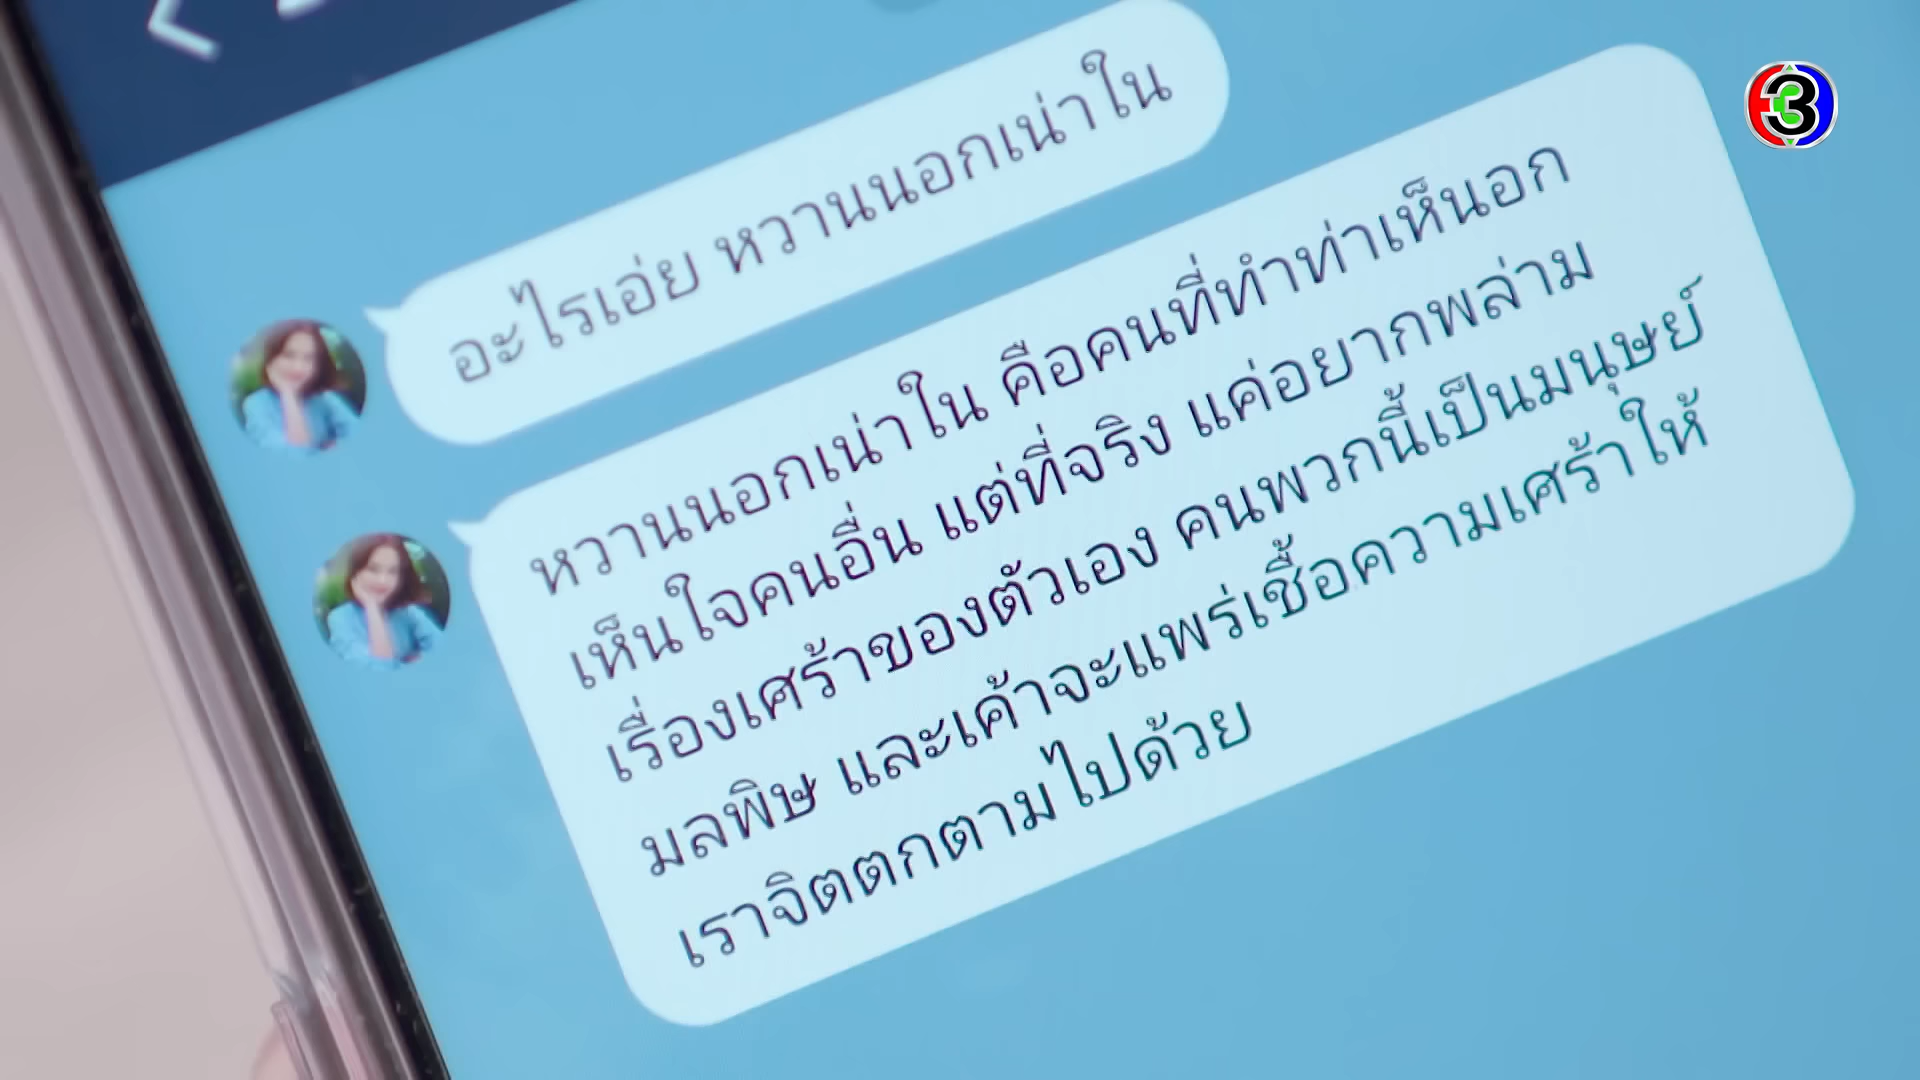 3
อะไรเอ่ย หวานนอกเน่าใน
หวานนอกเน่าใน คือคนที่ทำท่าเห็นอก
เห็นใจคนอื่น แต่ที่จริง แค่อยากพล่าม
เรื่องเศร้าของตัวเอง คนพวกนี้เป็นมนุษย์
มลพิษ และเค้าจะแพร่เชื้อความเศร้าให้
เราจิตตกตามไปด้วย